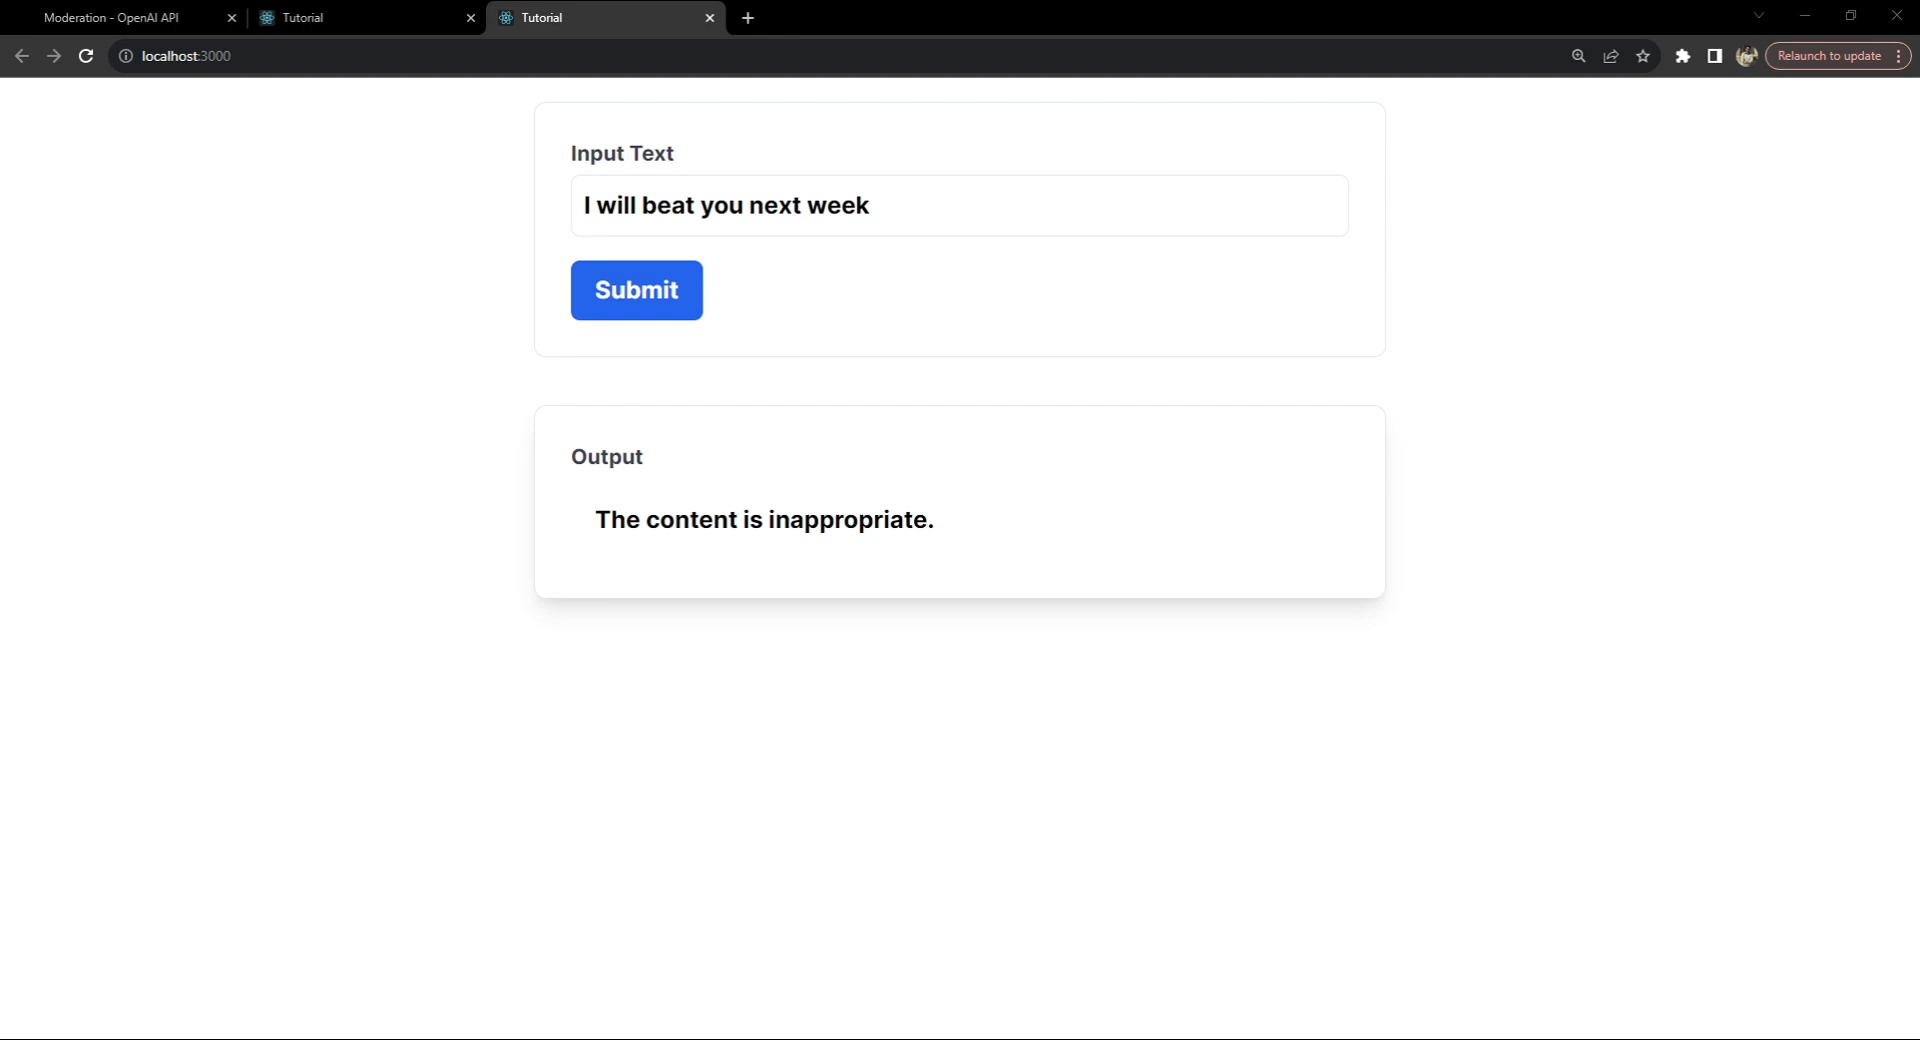 Moderation - OpenAI API
Tutorial
Tutorial
localhost:3000
Relaunch to update
Input Text
I will beat you next week
Submit
Output
The content is inappropriate.